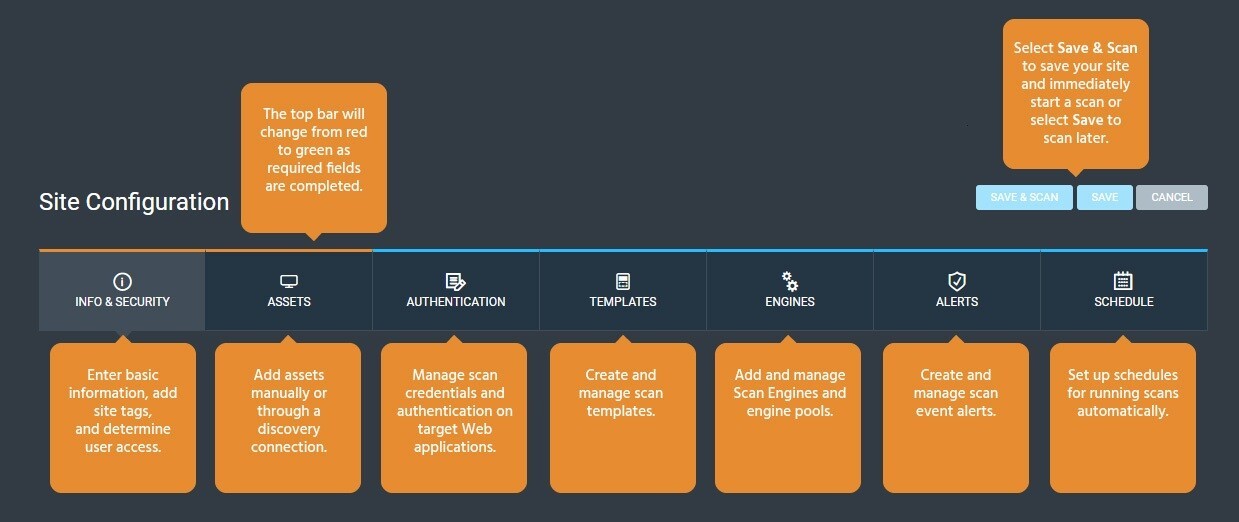 Select Save & Scan
to save your site
and immediately
start a scan or
select Save to
scan later.
The top bar will
change from red
to green as
required fields
are completed.
Site Configuration
SAVE & SCAN
SAVE
CANCEL
INFO & SECURITY
ASSETS
AUTHENTICATION
TEMPLATES
ENGINES
ALERTS
SCHEDULE
Enter basic
information, add
site tags,
and determine
user access.
Add assets
manually or
through a
discovery
connection.
Manage scan
credentials and
authentication on
target Web
applications.
Create and
manage scan
templates.
Add and manage
Scan Engines and
engine pools.
Create and
manage scan
event alerts.
Set up schedules
for running scans
automatically.